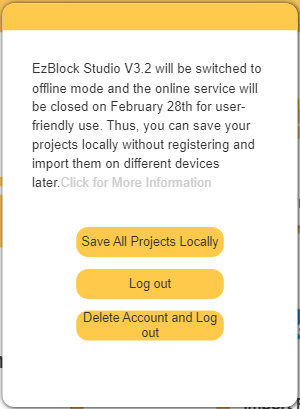 EzBlock Studio V3.2 will be switched to
offline mode and the online service will
be closed on February 28th for user-
friendly use. Thus, you can save your
projects locally without registering and
import them on different devices
later.Click for More Information
Save All Projects Locally
Log out
Delete Account and Log
out